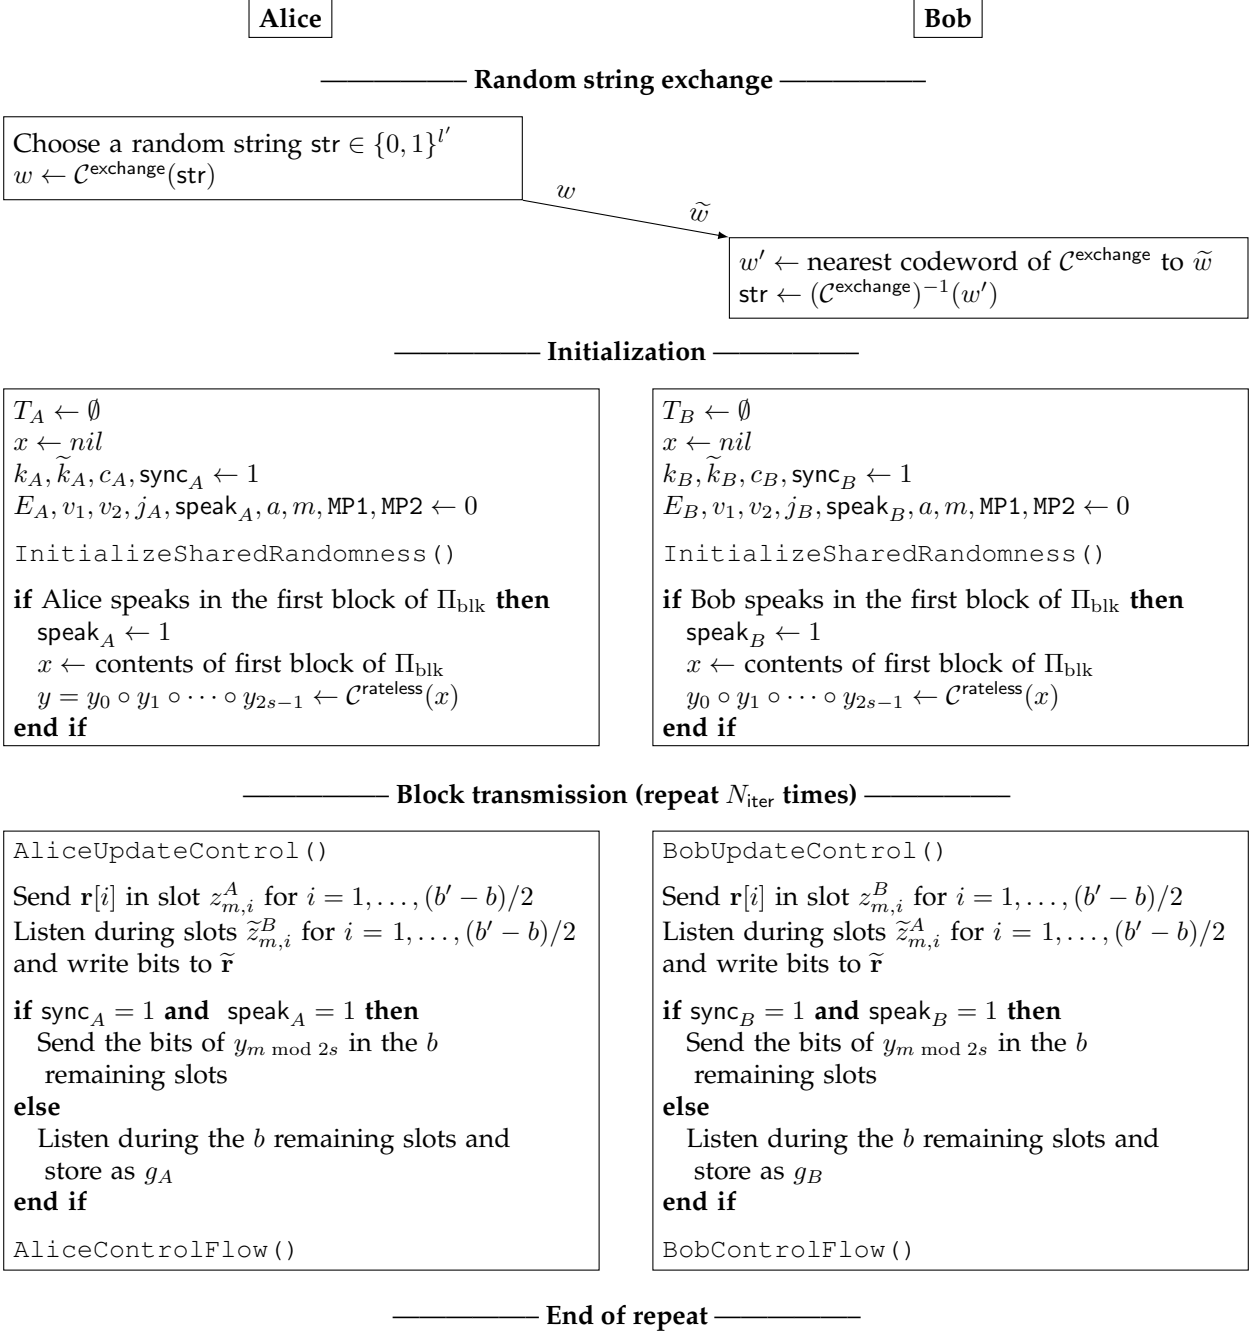 Alice
Bob
Random string exchange
Choose a random string str ∈ {0, 1}^{l′}
w ← 𝒞^{exchange}(str)
w
w̃
w′ ← nearest codeword of 𝒞^{exchange} to w̃
str ← (𝒞^{exchange})^{−1}(w′)
Initialization
T_A ← ∅
x ← nil
k_A, k̃_A, c_A, sync_A ← 1
E_A, v_1, v_2, j_A, speak_A, a, m, MP1, MP2 ← 0
InitializeSharedRandomness()
if Alice speaks in the first block of Π_{blk} then
speak_A ← 1
x ← contents of first block of Π_{blk}
y = y_0 ∘ y_1 ∘ ⋯ ∘ y_{2s−1} ← 𝒞^{rateless}(x)
end if
T_B ← ∅
x ← nil
k_B, k̃_B, c_B, sync_B ← 1
E_B, v_1, v_2, j_B, speak_B, a, m, MP1, MP2 ← 0
InitializeSharedRandomness()
if Bob speaks in the first block of Π_{blk} then
speak_B ← 1
x ← contents of first block of Π_{blk}
y_0 ∘ y_1 ∘ ⋯ ∘ y_{2s−1} ← 𝒞^{rateless}(x)
end if
Block transmission (repeat N_{iter} times)
AliceUpdateControl()
Send r[i] in slot z^A_{m,i} for i = 1, . . . , (b′ − b)/2
Listen during slots z̃^B_{m,i} for i = 1, . . . , (b′ − b)/2
and write bits to r̃
if sync_A = 1 and speak_A = 1 then
Send the bits of y_{m mod 2s} in the b
remaining slots
else
Listen during the b remaining slots and
store as g_A
end if
AliceControlFlow()
BobUpdateControl()
Send r[i] in slot z^B_{m,i} for i = 1, . . . , (b′ − b)/2
Listen during slots z̃^A_{m,i} for i = 1, . . . , (b′ − b)/2
and write bits to r̃
if sync_B = 1 and speak_B = 1 then
Send the bits of y_{m mod 2s} in the b
remaining slots
else
Listen during the b remaining slots and
store as g_B
end if
BobControlFlow()
End of repeat